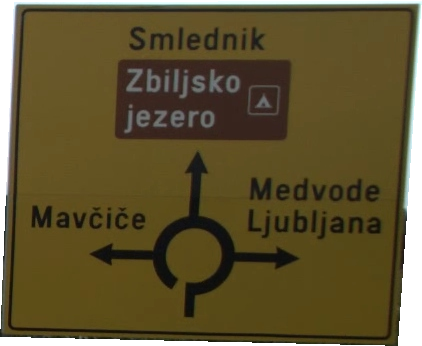 Smlednik
Zbiljsko
jezero
Mavčiče
Medvode
Ljubljana